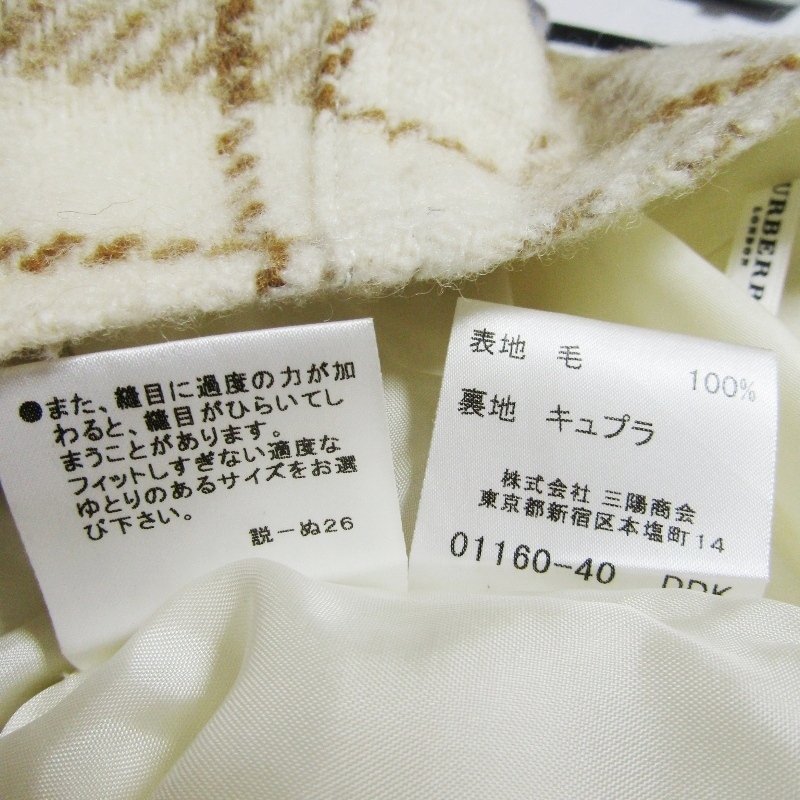 ●また、縫目に過度の力が加
わると、縫目がひらいてし
まうことがあります。
フィットしすぎない適度な
ゆとりのあるサイズをお選
び下さい。
説ーぬ26
表地 毛 100%
裏地 キュプラ
株式会社 三陽商会
東京都新宿区本塩町14
01160-40
LONDON